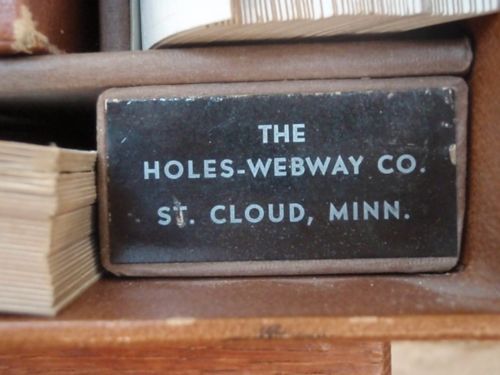 THE
HOLES-WEBWAY CO.
ST. CLOUD, MINN.